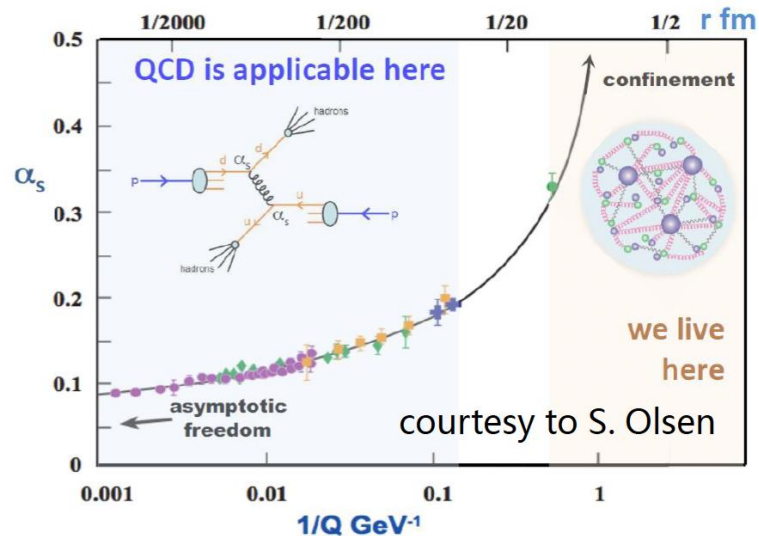 1/2000 1/200 1/20 1/2 r fm
0.5
QCD is applicable here
confinement
hadrons
0.4
d
d
αs
p
αs
0.3
u
u
αs
p
hadrons
0.2
we live
here
0.1
asymptotic
freedom
courtesy to S. Olsen
0
0.001 0.01 0.1 1
1/Q GeV-1